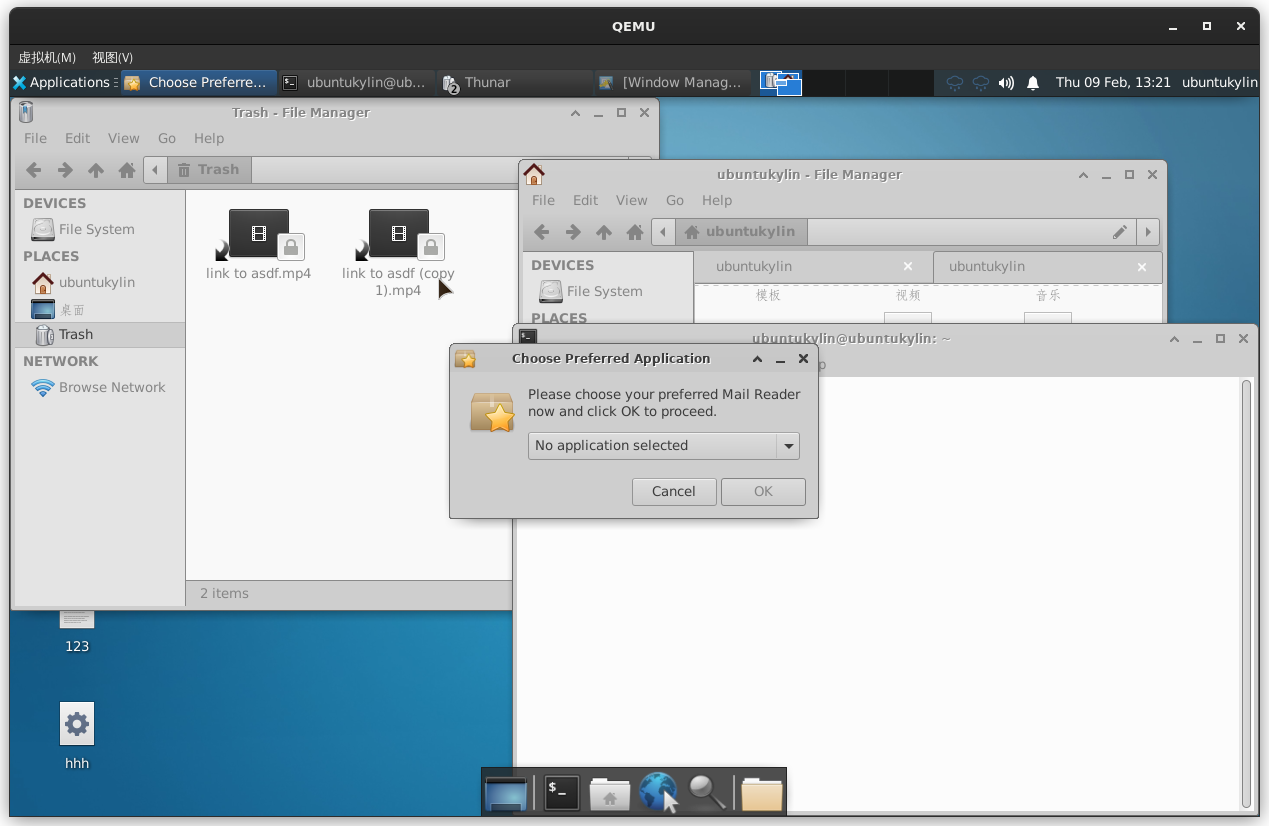 QEMU
虚拟机(M) 视图(V)
Applications Choose Preferre... ubuntukylin@ub... 2 Thunar [Window Manag... Thu 09 Feb, 13:21 ubuntukylin
Trash - File Manager
File Edit View Go Help
Trash
DEVICES
File System
PLACES
ubuntukylin
桌面
Trash
NETWORK
Browse Network
link to asdf.mp4
link to asdf (copy
1).mp4
2 items
ubuntukylin - File Manager
File Edit View Go Help
ubuntukylin
DEVICES
File System
PLACES
ubuntukylin ubuntukylin
模板 视频 音乐
ubuntukylin@ubuntukylin: ~
p
Choose Preferred Application
Please choose your preferred Mail Reader
now and click OK to proceed.
No application selected
Cancel OK
123
hhh
$_